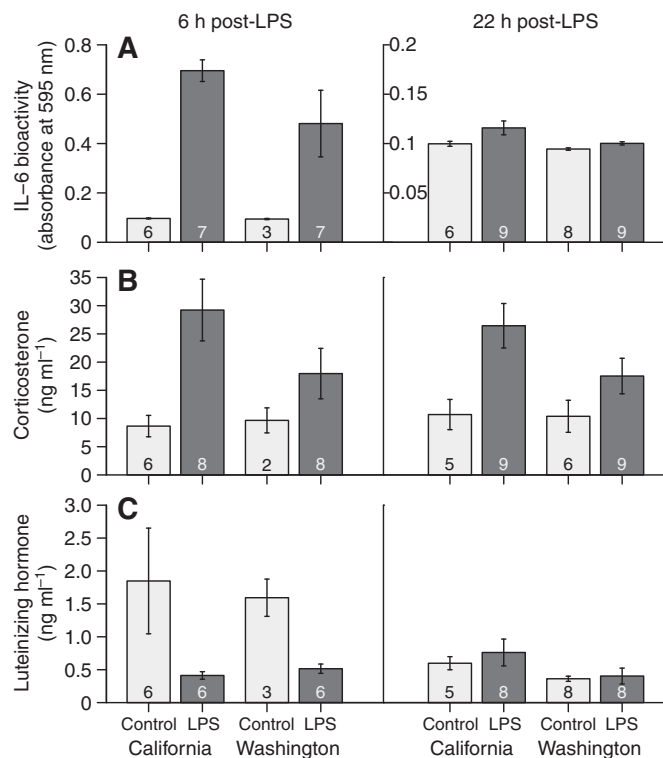 6 h post-LPS 22 h post-LPS
A
IL–6 bioactivity
(absorbance at 595 nm)
0.8
0.6
0.4
0.2
0
0.2
0.15
0.1
0.05
6 7 3 7 6 9 8 9
B
Corticosterone
(ng ml–1)
35
30
25
20
15
10
5
0
6 8 2 8 5 9 6 9
C
Luteinizing hormone
(ng ml–1)
3.0
2.5
2.0
1.5
1.0
0.5
0
6 6 3 6 5 8 8 8
Control LPS Control LPS Control LPS Control LPS
California Washington California Washington